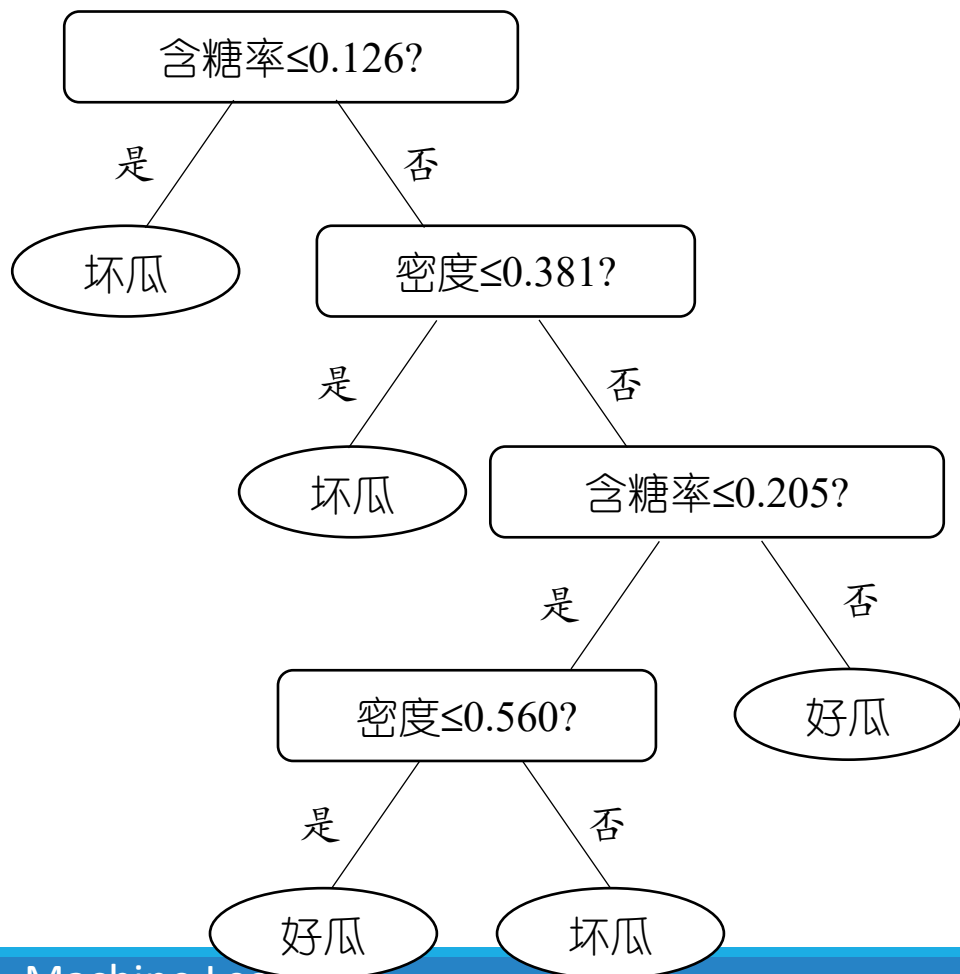 含糖率≤0.126?
是
否
坏瓜
密度≤0.381?
是
否
坏瓜
含糖率≤0.205?
是
否
密度≤0.560?
好瓜
是
否
好瓜
坏瓜
Machine